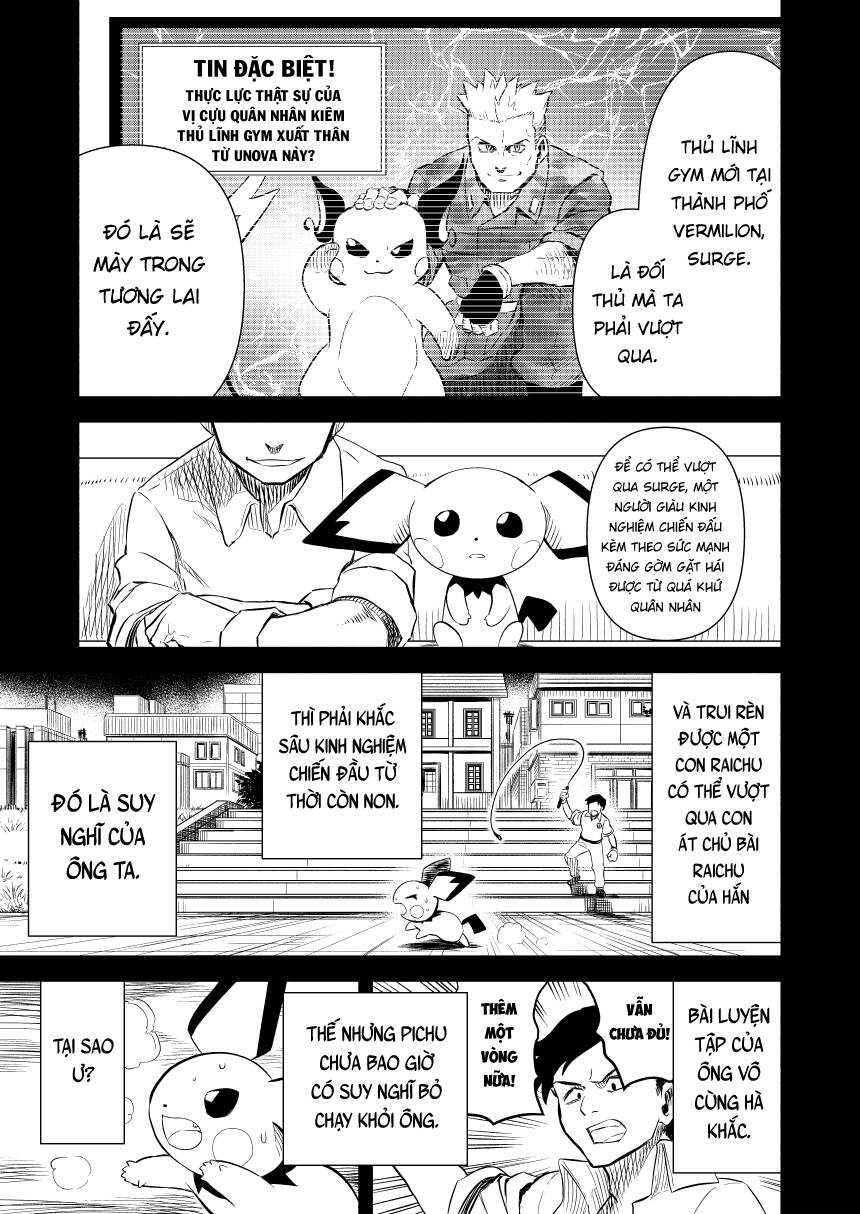 THỦ LĨNH
GYM MỚI TẠI
THÀNH PHỐ
VERMILION,
SURGE.
LÀ ĐỐI
THỦ MÀ TA
PHẢI VƯỢT
QUA.
TIN ĐẶC BIỆT!
THỰC LỰC THẬT SỰ CỦA
VỊ CỰU QUÂN NHÂN KIÊM
THỦ LĨNH GYM XUẤT THÂN
TỪ UNOVA NÀY?
ĐÓ LÀ SẼ
MÀY TRONG
TƯƠNG LAI
ĐẤY.
ĐỂ CÓ THỂ VƯỢT
QUA SURGE, MỘT
NGƯỜI GIÀU KINH
NGHIỆM CHIẾN ĐẤU
KÈM THEO SỨC MẠNH
ĐÁNG GỜM GẶT HÁI
ĐƯỢC TỪ QUÁ KHỨ
QUÂN NHÂN
VÀ TRUI RÈN
ĐƯỢC MỘT
CON RAICHU
CÓ THỂ VƯỢT
QUA CON
ÁT CHỦ BÀI
RAICHU
CỦA HẮN
THÌ PHẢI KHẮC
SÂU KINH NGHIỆM
CHIẾN ĐẦU TỪ
THỜI CÒN NON.
ĐÓ LÀ SUY
NGHĨ CỦA
ÔNG TA.
BÀI LUYỆN
TẬP CỦA
ÔNG VÔ
CÙNG HÀ
KHẮC.
VẪN
CHƯA ĐỦ!
THÊM
MỘT
VÒNG
NỮA!
THẾ NHƯNG PICHU
CHƯA BAO GIỜ
CÓ SUY NGHĨ BỎ
CHẠY KHỎI ÔNG.
TẠI SAO
Ư?